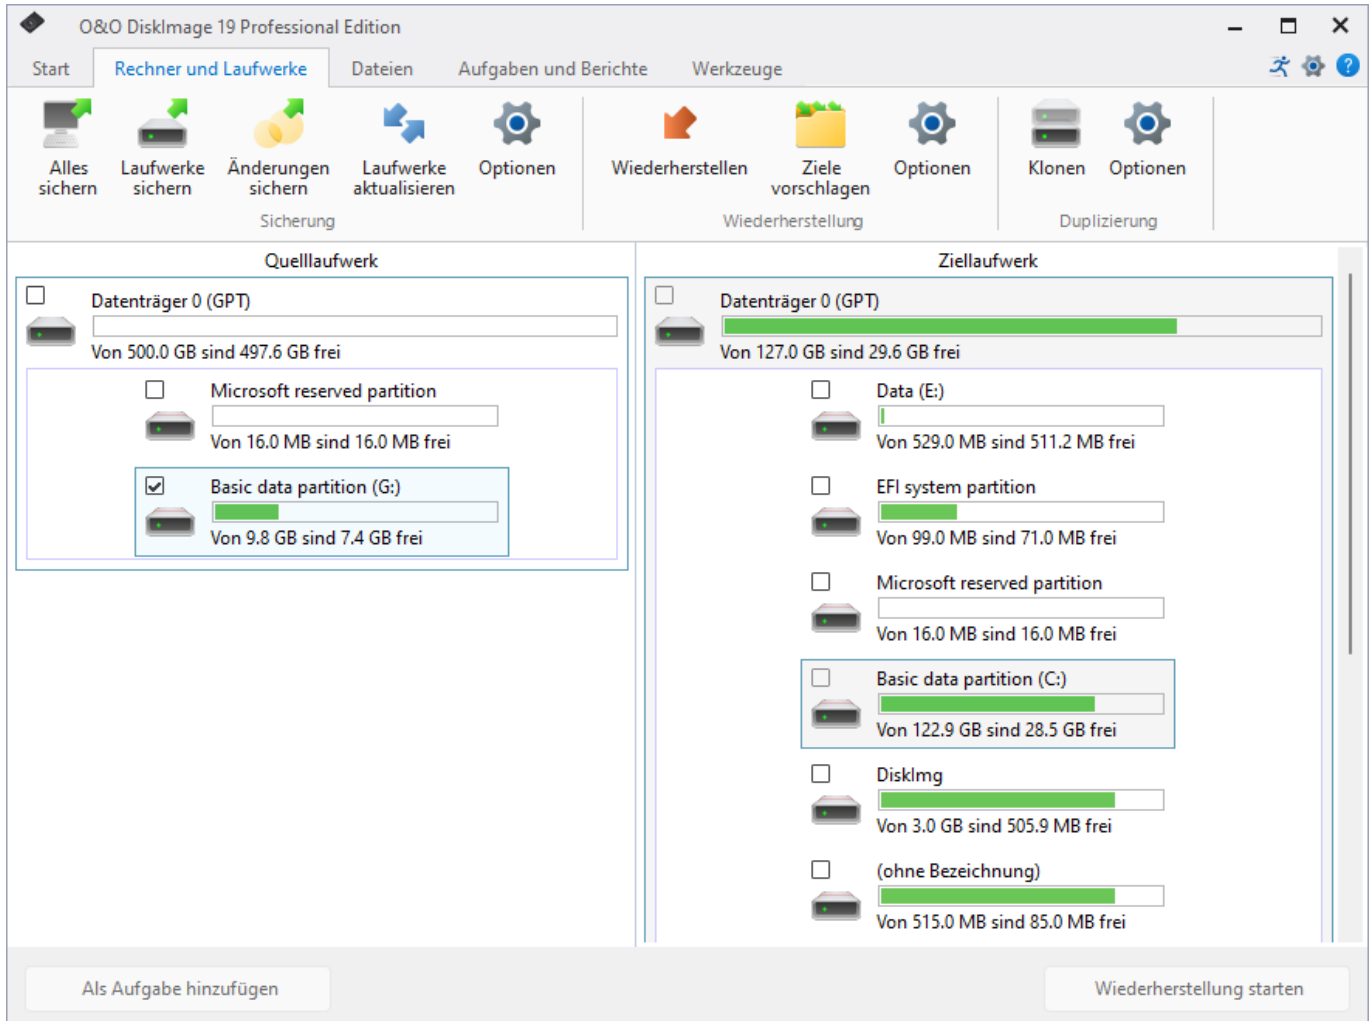 O&O DiskImage 19 Professional Edition
Start
Rechner und Laufwerke
Dateien
Aufgaben und Berichte
Werkzeuge
Alles
sichern
Laufwerke
sichern
Änderungen
sichern
Laufwerke
aktualisieren
Optionen
Wiederherstellen
Ziele
vorschlagen
Optionen
Klonen
Optionen
Sicherung
Wiederherstellung
Duplizierung
Quelllaufwerk
Datenträger 0 (GPT)
Von 500.0 GB sind 497.6 GB frei
Microsoft reserved partition
Von 16.0 MB sind 16.0 MB frei
Basic data partition (G:)
Von 9.8 GB sind 7.4 GB frei
Ziellaufwerk
Datenträger 0 (GPT)
Von 127.0 GB sind 29.6 GB frei
Data (E:)
Von 529.0 MB sind 511.2 MB frei
EFI system partition
Von 99.0 MB sind 71.0 MB frei
Microsoft reserved partition
Von 16.0 MB sind 16.0 MB frei
Basic data partition (C:)
Von 122.9 GB sind 28.5 GB frei
DiskImg
Von 3.0 GB sind 505.9 MB frei
(ohne Bezeichnung)
Von 515.0 MB sind 85.0 MB frei
Als Aufgabe hinzufügen
Wiederherstellung starten